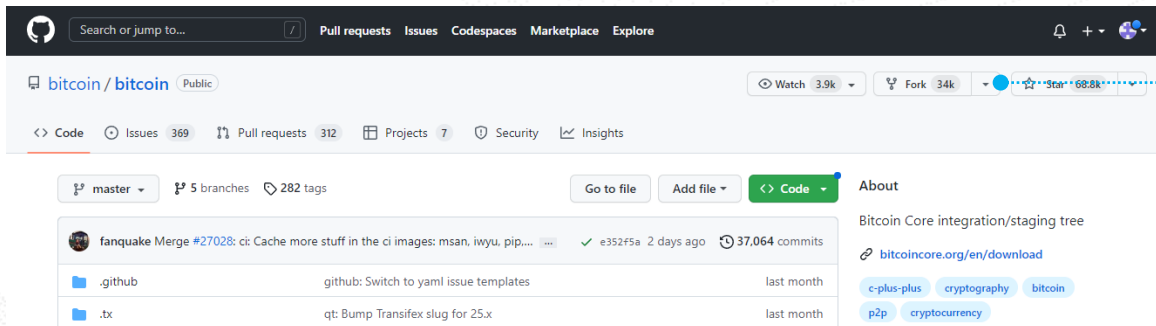 Search or jump to... / Pull requests Issues Codespaces Marketplace Explore
bitcoin / bitcoin Public Watch 3.9k Fork 34k Star 68.8k
Code Issues 369 Pull requests 312 Projects 7 Security Insights
master 5 branches 282 tags Go to file Add file Code
About
Bitcoin Core integration/staging tree
bitcoincore.org/en/download
c-plus-plus cryptography bitcoin
p2p cryptocurrency
fanquake Merge #27028: ci: Cache more stuff in the ci images: msan, iwyu, pip,... ... e352f5a 2 days ago 37,064 commits
.github github: Switch to yaml issue templates last month
.tx qt: Bump Transifex slug for 25.x last month